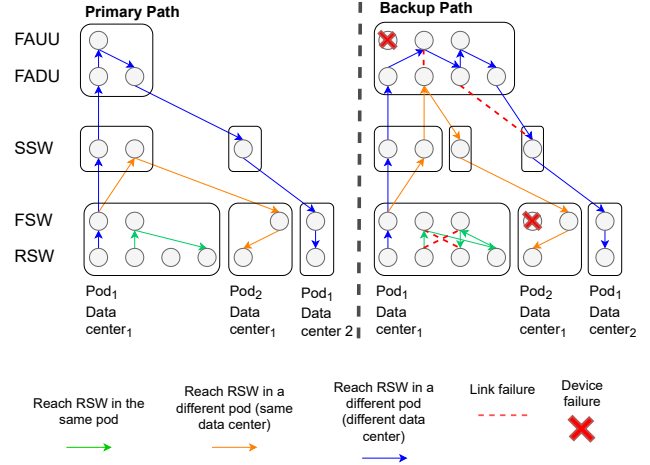 Primary Path
Backup Path
FAUU
FADU
SSW
FSW
RSW
Pod1
Data
center1
Pod2
Data
center1
Pod1
Data
center 2
Pod1
Data
center1
Pod2
Data
center1
Pod1
Data
center2
Reach RSW in the
same pod
Reach RSW in a
different pod (same
data center)
Reach RSW in a
different pod
(different data
center)
Link failure
Device
failure